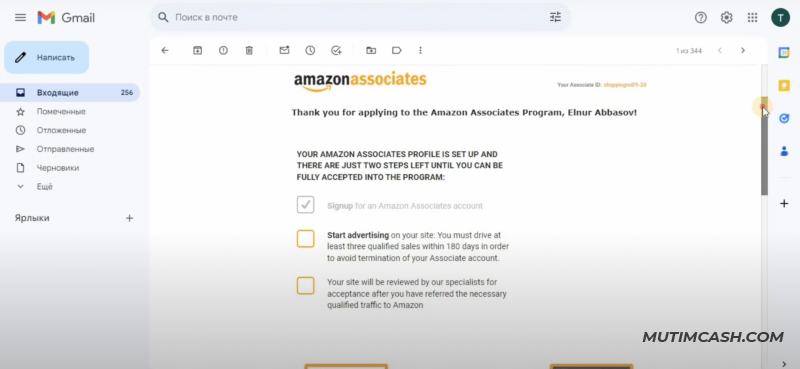 Gmail
Поиск в почте
T
Написать
1 из 344
Входящие 256
Помеченные
Отложенные
Отправленные
Черновики
Ещё
Ярлыки
amazonassociates
Your Associate ID:
Thank you for applying to the Amazon Associates Program, Elnur Abbasov!
YOUR AMAZON ASSOCIATES PROFILE IS SET UP AND
THERE ARE JUST TWO STEPS LEFT UNTIL YOU CAN BE
FULLY ACCEPTED INTO THE PROGRAM:
Signup for an Amazon Associates account
Start advertising on your site: You must drive at
least three qualified sales within 180 days in order
to avoid termination of your Associate account.
Your site will be reviewed by our specialists for
acceptance after you have referred the necessary
qualified traffic to Amazon
MUTIMCASH.COM